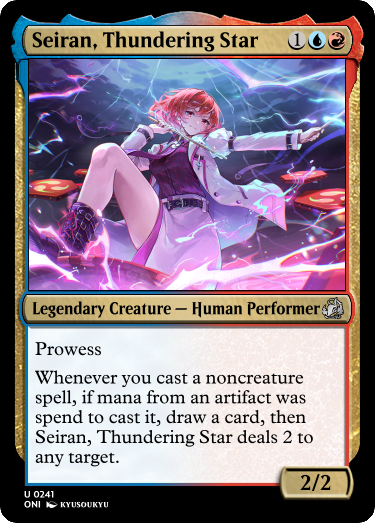 Seiran, Thundering Star 1
Legendary Creature — Human Performer
Prowess
Whenever you cast a noncreature
spell, if mana from an artifact was
spend to cast it, draw a card, then
Seiran, Thundering Star deals 2 to
any target.
2/2
U 0241
ONI KYUSOUKYU